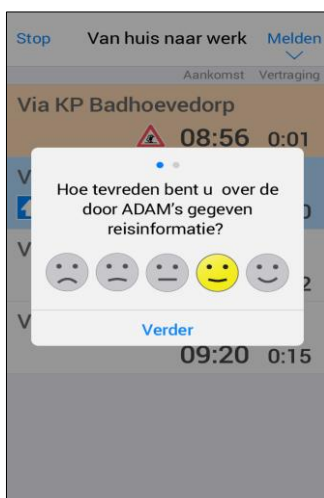 Stop Van huis naar werk Melden
Aankomst Vertraging
Via KP Badhoevedorp
08:56 0:01
V
Hoe tevreden bent u over de
door ADAM's gegeven
reisinformatie?
V
2
V
Verder
09:20 0:15